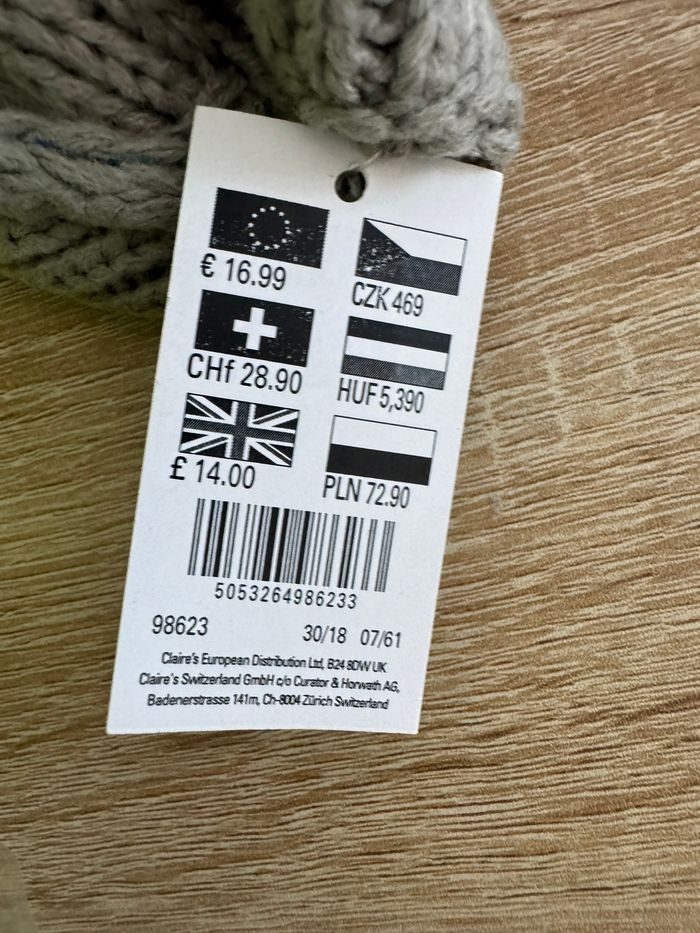 € 16.99
CZK 469
CHf 28.90
HUF 5,390
£ 14.00
PLN 72.90
5053264986233
98623 30/18 07/61
Claire's European Distribution Ltd, B24 8DW UK
Claire's Switzerland GmbH c/o Curator & Horwath AG,
Badenerstrasse 141m, Ch-8004 Zürich Switzerland